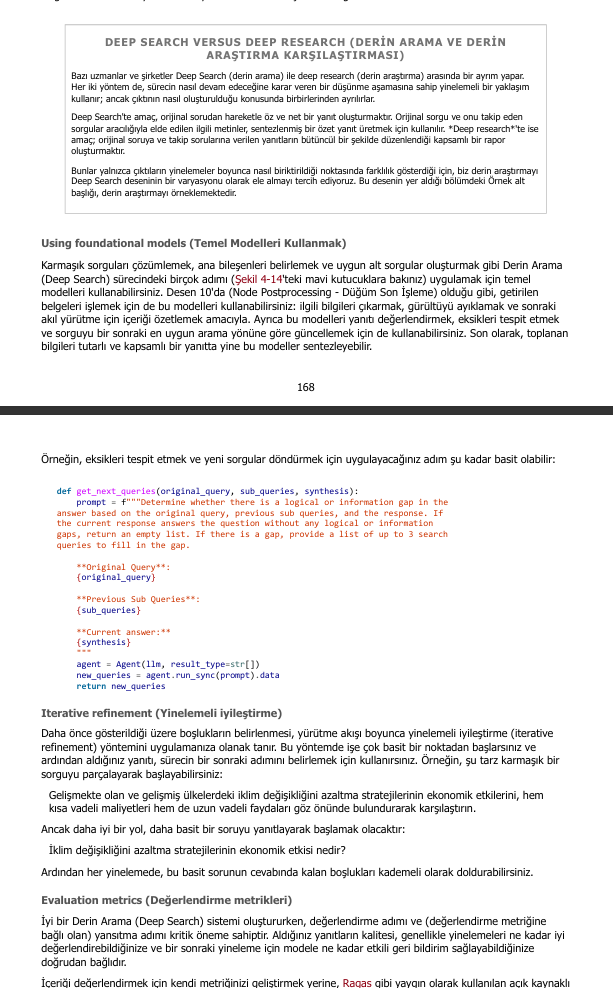 DEEP SEARCH VERSUS DEEP RESEARCH (DERİN ARAMA VE DERİN
ARAŞTIRMA KARŞILAŞTIRMASI)
Bazı uzmanlar ve şirketler Deep Search (derin arama) ile deep research (derin araştırma) arasında bir ayrım yapar.
Her iki yöntem de, sürecin nasıl devam edeceğine karar veren bir düşünme aşamasına sahip yinelemeli bir yaklaşım
kullanır; ancak çıktının nasıl oluşturulduğu konusunda birbirlerinden ayrılırlar.
Deep Search'te amaç, orijinal sorudan hareketle öz ve net bir yanıt oluşturmaktır. Orijinal sorgu ve onu takip eden
sorgular aracılığıyla elde edilen ilgili metinler, sentezlenmiş bir özet yanıt üretmek için kullanılır. *Deep research*'te ise
amaç; orijinal soruya ve takip sorularına verilen yanıtların bütüncül bir şekilde düzenlendiği kapsamlı bir rapor
oluşturmaktır.
Bunlar yalnızca çıktıların yinelemeler boyunca nasıl biriktirildiği noktasında farklılık gösterdiği için, biz derin araştırmayı
Deep Search deseninin bir varyasyonu olarak ele almayı tercih ediyoruz. Bu desenin yer aldığı bölümdeki Örnek alt
başlığı, derin araştırmayı örneklemektedir.
Using foundational models (Temel Modelleri Kullanmak)
Karmaşık sorguları çözümlemek, ana bileşenleri belirlemek ve uygun alt sorgular oluşturmak gibi Derin Arama
(Deep Search) sürecindeki birçok adımı (Şekil 4-14'teki mavi kutucuklara bakınız) uygulamak için temel
modelleri kullanabilirsiniz. Desen 10'da (Node Postprocessing - Düğüm Son İşleme) olduğu gibi, getirilen
belgeleri işlemek için de bu modelleri kullanabilirsiniz: ilgili bilgileri çıkarmak, gürültüyü ayıklamak ve sonraki
akıl yürütme için içeriği özetlemek amacıyla. Ayrıca bu modelleri yanıtı değerlendirmek, eksikleri tespit etmek
ve sorguyu bir sonraki en uygun arama yönüne göre güncellemek için de kullanabilirsiniz. Son olarak, toplanan
bilgileri tutarlı ve kapsamlı bir yanıtta yine bu modeller sentezleyebilir.
168
Örneğin, eksikleri tespit etmek ve yeni sorgular döndürmek için uygulayacağınız adım şu kadar basit olabilir:
def get_next_queries(original_query, sub_queries, synthesis):
prompt = f"""Determine whether there is a logical or information gap in the
answer based on the original query, previous sub queries, and the response. If
the current response answers the question without any logical or information
gaps, return an empty list. If there is a gap, provide a list of up to 3 search
queries to fill in the gap.
**Original Query**:
{original_query}
**Previous Sub Queries**:
{sub_queries}
**Current answer:**
{synthesis}
"""
agent = Agent(llm, result_type=str[])
new_queries = agent.run_sync(prompt).data
return new_queries
Iterative refinement (Yinelemeli iyileştirme)
Daha önce gösterildiği üzere boşlukların belirlenmesi, yürütme akışı boyunca yinelemeli iyileştirme (iterative
refinement) yöntemini uygulamanıza olanak tanır. Bu yöntemde işe çok basit bir noktadan başlarsınız ve
ardından aldığınız yanıtı, sürecin bir sonraki adımını belirlemek için kullanırsınız. Örneğin, şu tarz karmaşık bir
sorguyu parçalayarak başlayabilirsiniz:
Gelişmekte olan ve gelişmiş ülkelerdeki iklim değişikliğini azaltma stratejilerinin ekonomik etkilerini, hem
kısa vadeli maliyetleri hem de uzun vadeli faydaları göz önünde bulundurarak karşılaştırın.
Ancak daha iyi bir yol, daha basit bir soruyu yanıtlayarak başlamak olacaktır:
İklim değişikliğini azaltma stratejilerinin ekonomik etkisi nedir?
Ardından her yinelemede, bu basit sorunun cevabında kalan boşlukları kademeli olarak doldurabilirsiniz.
Evaluation metrics (Değerlendirme metrikleri)
İyi bir Derin Arama (Deep Search) sistemi oluştururken, değerlendirme adımı ve (değerlendirme metriğine
bağlı olan) yansıtma adımı kritik öneme sahiptir. Aldığınız yanıtların kalitesi, genellikle yinelemeleri ne kadar iyi
değerlendirebildiğinize ve bir sonraki yineleme için modele ne kadar etkili geri bildirim sağlayabildiğinize
doğrudan bağlıdır.
İçeriği değerlendirmek için kendi metriğinizi geliştirmek yerine, Ragas gibi yaygın olarak kullanılan açık kaynaklı